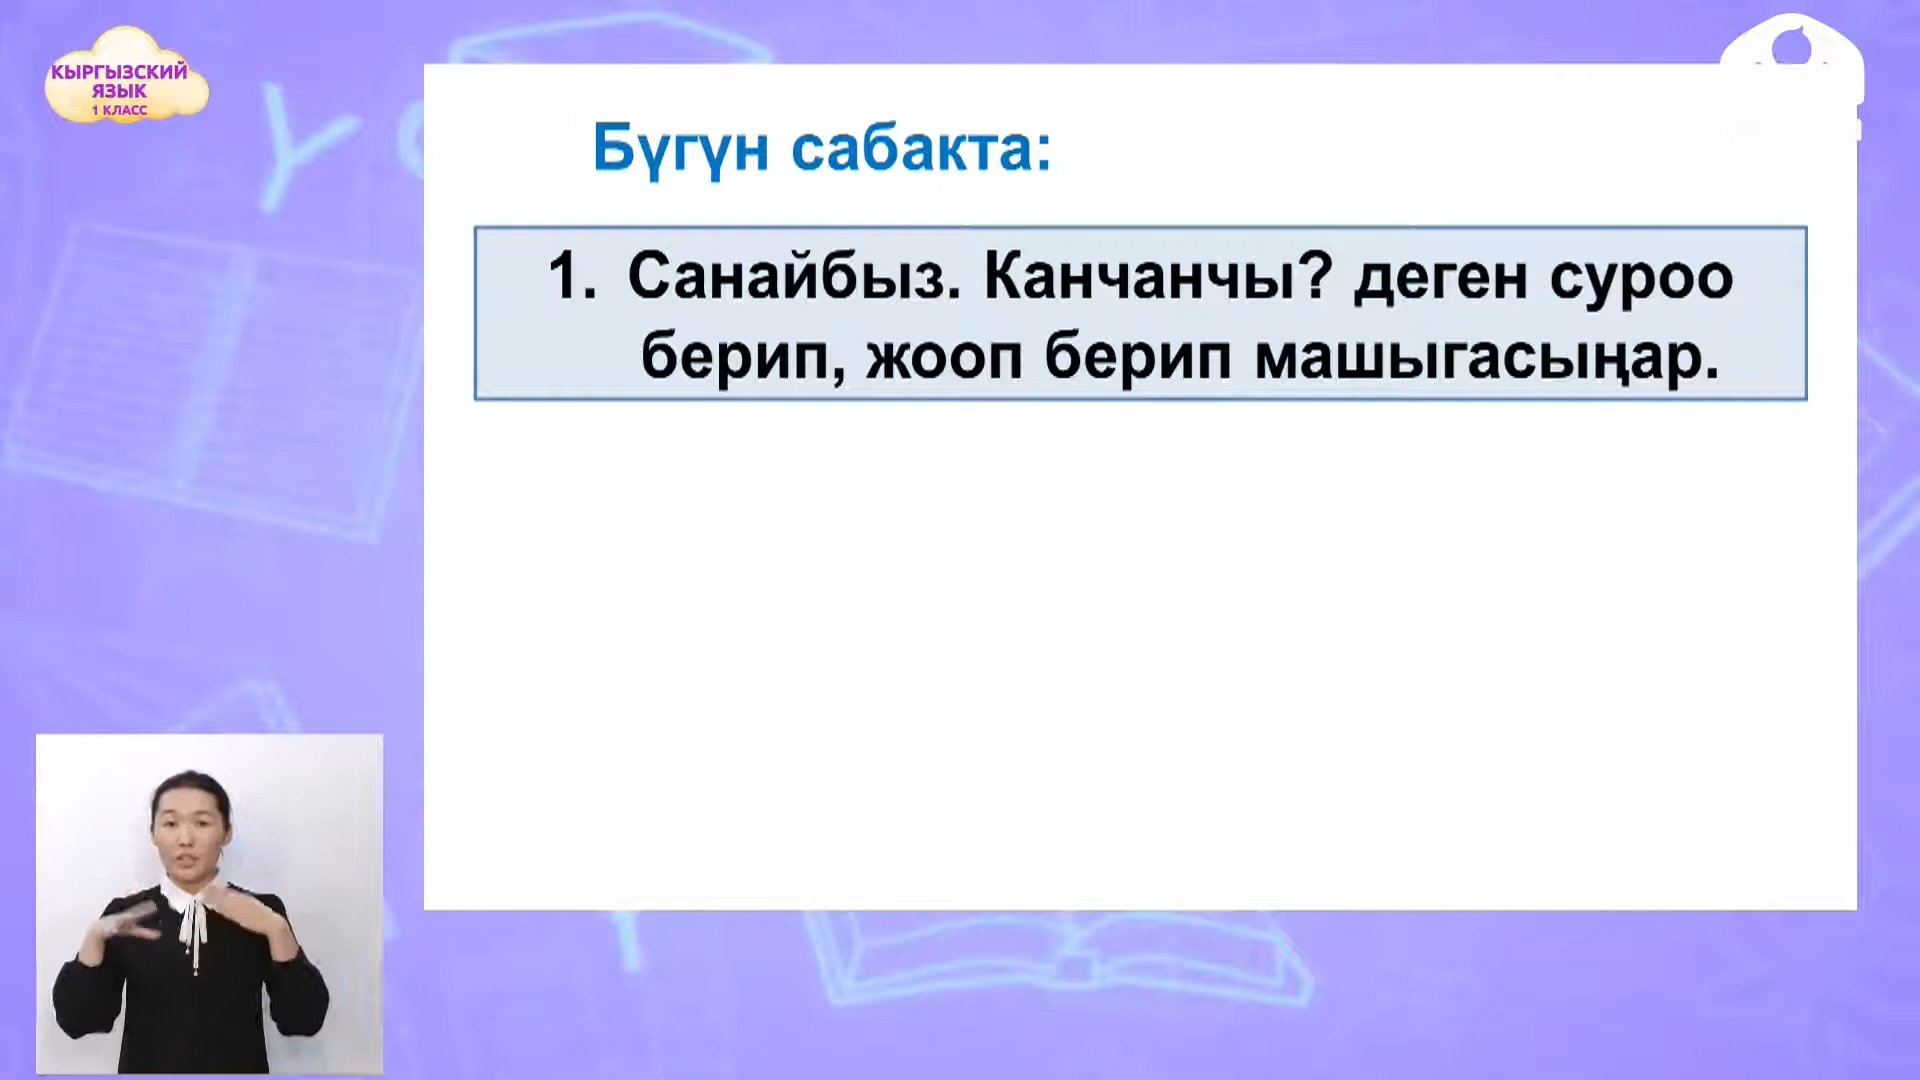 КЫРГЫЗСКИЙ
ЯЗЫК
1 КЛАСС
Бүгүн сабакта:
1. Санайбыз. Канчанчы? деген суроо
берип, жооп берип машыгасыңар.